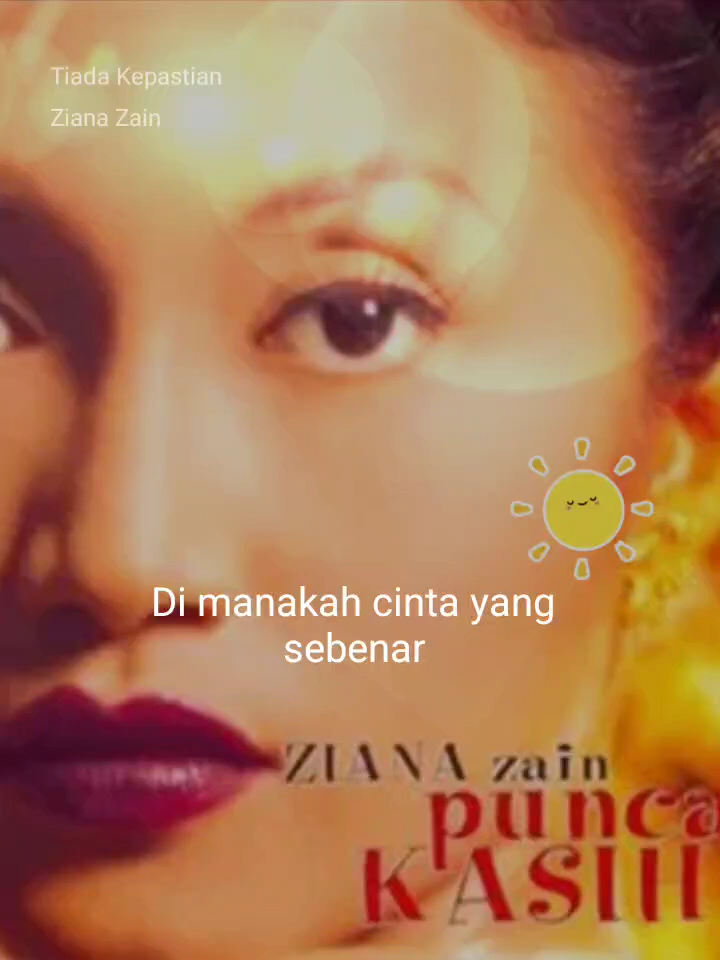 Tiada Kepastian
Ziana Zain
Di manakah cinta yang
sebenar
ZIANA zain
punca
KASIH